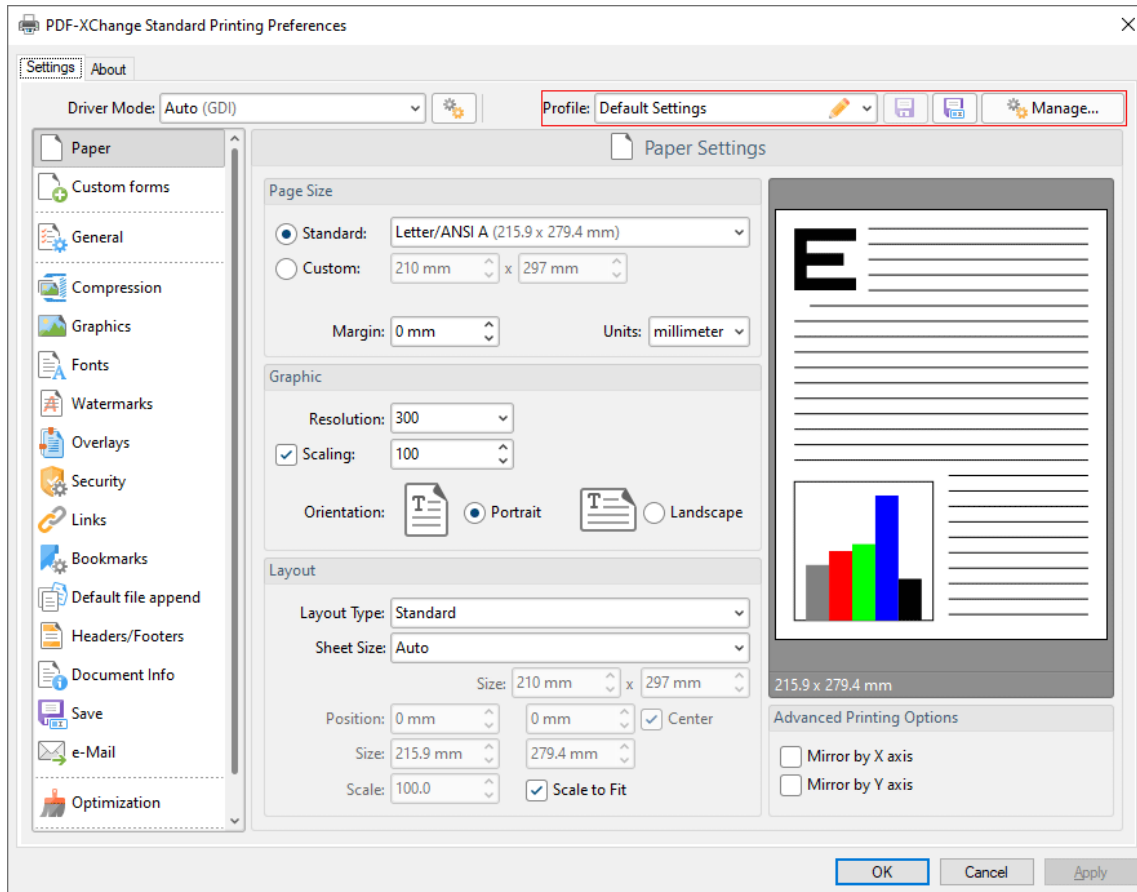 PDF-XChange Standard Printing Preferences
Settings About
Driver Mode: Auto (GDI) Profile: Default Settings Manage...
Paper
Custom forms
General
Compression
Graphics
Fonts
Watermarks
Overlays
Security
Links
Bookmarks
Default file append
Headers/Footers
Document Info
Save
e-Mail
Optimization
Paper Settings
Page Size
Standard: Letter/ANSI A (215.9 x 279.4 mm)
Custom: 210 mm x 297 mm
Margin: 0 mm Units: millimeter
Graphic
Resolution: 300
Scaling: 100
Orientation: T Portrait T Landscape
Layout
Layout Type: Standard
Sheet Size: Auto
Size: 210 mm x 297 mm
Position: 0 mm 0 mm Center
Size: 215.9 mm 279.4 mm
Scale: 100.0 Scale to Fit
E
215.9 x 279.4 mm
Advanced Printing Options
Mirror by X axis
Mirror by Y axis
OK Cancel Apply